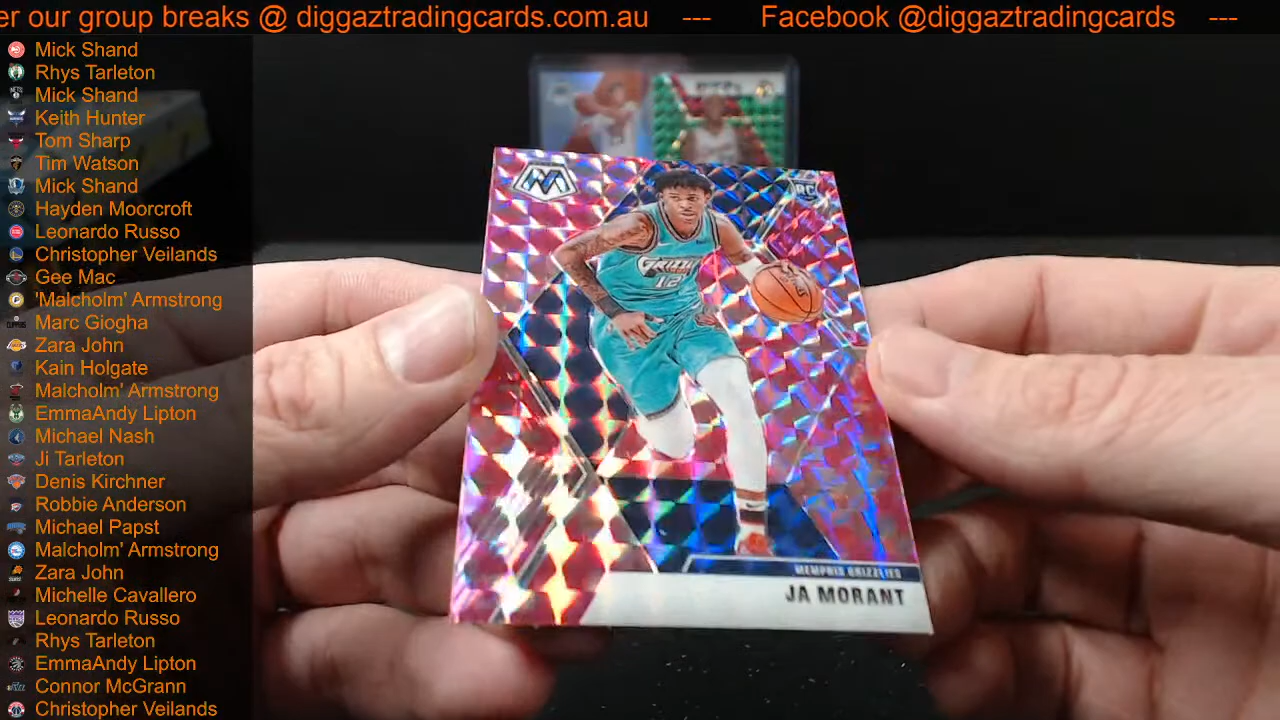 er our group breaks @ diggaztradingcards.com.au --- Facebook @diggaztradingcards ---
Mick Shand
Rhys Tarleton
Mick Shand
Keith Hunter
Tom Sharp
Tim Watson
Mick Shand
Hayden Moorcroft
Leonardo Russo
Christopher Veilands
Gee Mac
'Malcholm' Armstrong
Marc Giogha
Zara John
Kain Holgate
Malcholm' Armstrong
EmmaAndy Lipton
Michael Nash
Ji Tarleton
Denis Kirchner
Robbie Anderson
Michael Papst
Malcholm' Armstrong
Zara John
Michelle Cavallero
Leonardo Russo
Rhys Tarleton
EmmaAndy Lipton
Connor McGrann
Christopher Veilands
RC
GRIZZ
12
MEMPHIS GRIZZLIES
JA MORANT